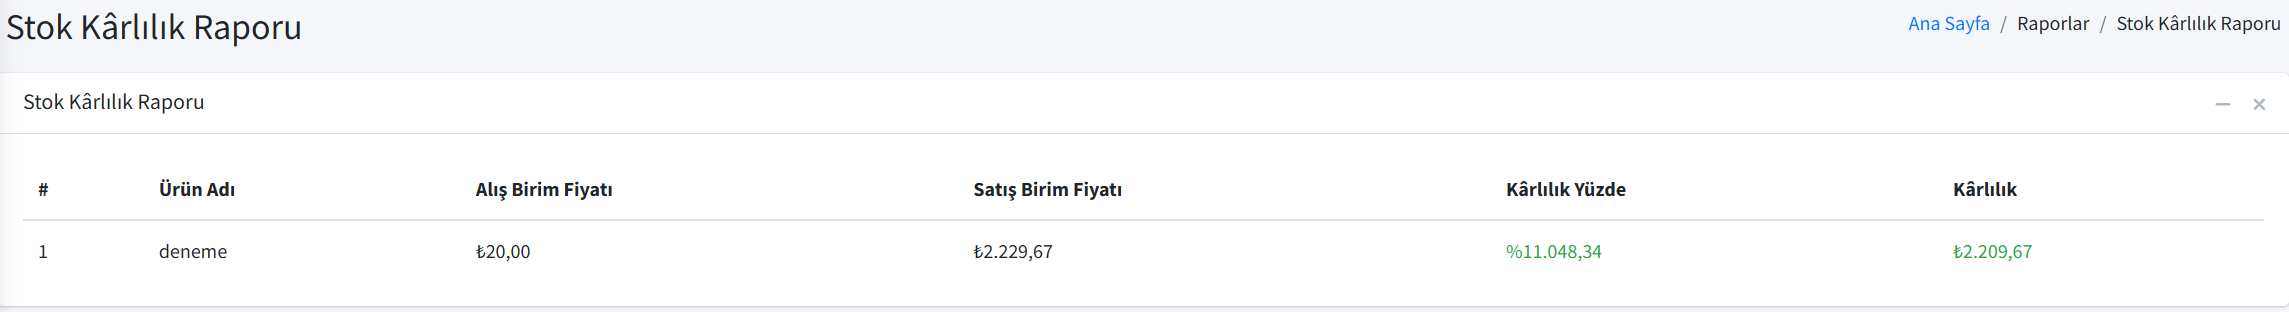 Stok Kârlılık Raporu
Ana Sayfa / Raporlar / Stok Kârlılık Raporu
Stok Kârlılık Raporu
# Ürün Adı Alış Birim Fiyatı Satış Birim Fiyatı Kârlılık Yüzde Kârlılık
1 deneme ₺20,00 ₺2.229,67 %11.048,34 ₺2.209,67